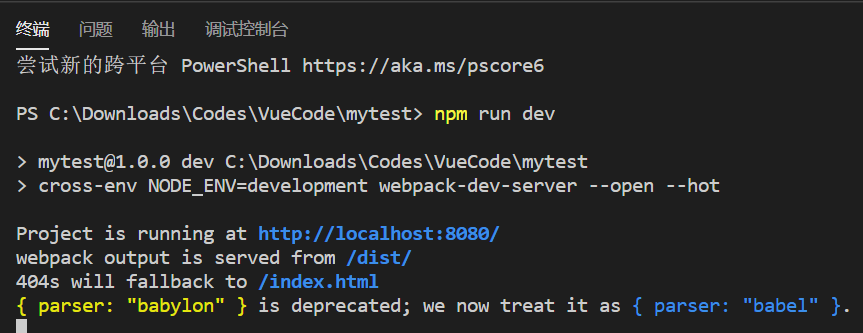 终端 问题 输出 调试控制台
尝试新的跨平台 PowerShell https://aka.ms/pscore6
PS C:\Downloads\Codes\VueCode\mytest> npm run dev
> mytest@1.0.0 dev C:\Downloads\Codes\VueCode\mytest
> cross-env NODE_ENV=development webpack-dev-server --open --hot
Project is running at http://localhost:8080/
webpack output is served from /dist/
404s will fallback to /index.html
{ parser: "babylon" } is deprecated; we now treat it as { parser: "babel" }.